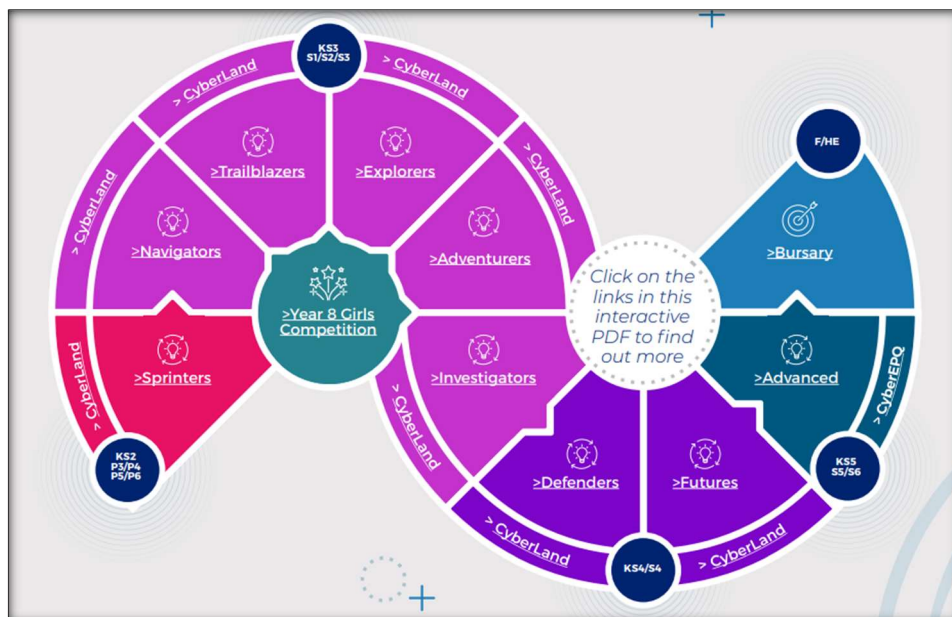 KS3
S1/S2/S3
> CyberLand
> CyberLand
> CyberLand
> CyberLand
>Trailblazers
>Explorers
>Navigators
>Adventurers
>Year 8 Girls
Competition
>Sprinters
> CyberLand
KS2
P3/P4
P5/P6
>Investigators
> CyberLand
>Defenders
>Futures
> CyberLand
> CyberLand
KS4/S4
Click on the
links in this
interactive
PDF to find
out more
F/HE
>Bursary
>Advanced
> CyberEPQ
KS5
S5/S6